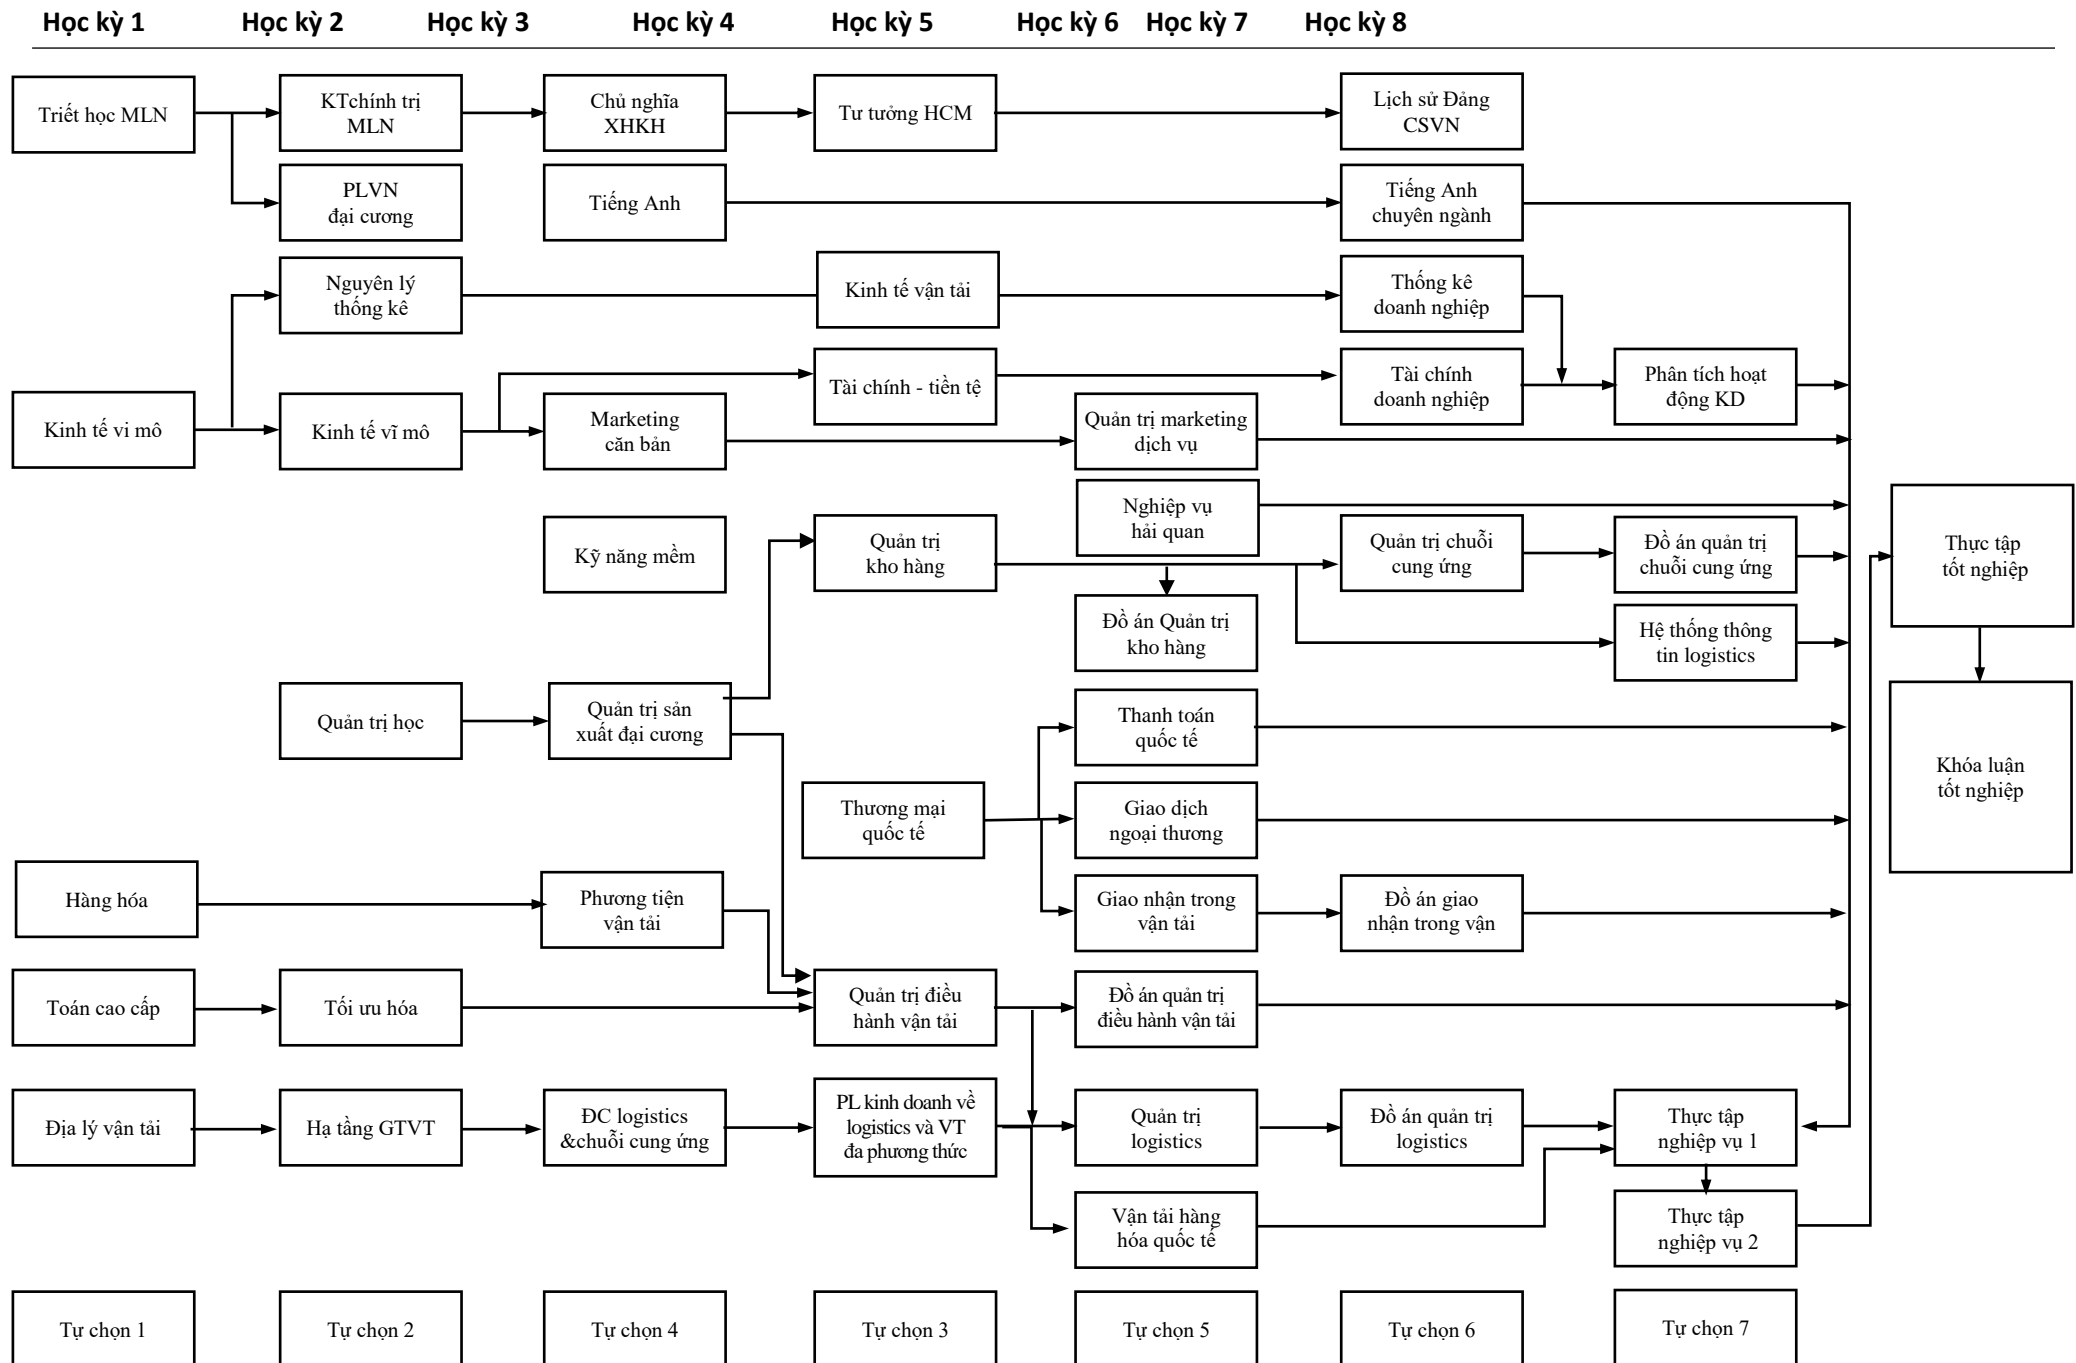 Học kỳ 1 Học kỳ 2 Học kỳ 3 Học kỳ 4 Học kỳ 5 Học kỳ 6 Học kỳ 7 Học kỳ 8
Triết học MLN
KTchính trị
MLN
Chủ nghĩa
XHKH
Tư tưởng HCM
Lịch sử Đảng
CSVN
PLVN
đại cương
Tiếng Anh
Tiếng Anh
chuyên ngành
Nguyên lý
thống kê
Kinh tế vận tải
Thống kê
doanh nghiệp
Kinh tế vi mô
Kinh tế vĩ mô
Marketing
căn bản
Tài chính - tiền tệ
Quản trị marketing
dịch vụ
Tài chính
doanh nghiệp
Phân tích hoạt
động KD
Kỹ năng mềm
Quản trị
kho hàng
Nghiệp vụ
hải quan
Quản trị chuỗi
cung ứng
Đồ án quản trị
chuỗi cung ứng
Thực tập
tốt nghiệp
Đồ án Quản trị
kho hàng
Hệ thống thông
tin logistics
Quản trị học
Quản trị sản
xuất đại cương
Thanh toán
quốc tế
Khóa luận
tốt nghiệp
Thương mại
quốc tế
Giao dịch
ngoại thương
Hàng hóa
Phương tiện
vận tải
Giao nhận trong
vận tải
Đồ án giao
nhận trong vận
Toán cao cấp
Tối ưu hóa
Quản trị điều
hành vận tải
Đồ án quản trị
điều hành vận tải
Địa lý vận tải
Hạ tầng GTVT
ĐC logistics
&chuỗi cung ứng
PL kinh doanh về
logistics và VT
đa phương thức
Quản trị
logistics
Đồ án quản trị
logistics
Thực tập
nghiệp vụ 1
Vận tải hàng
hóa quốc tế
Thực tập
nghiệp vụ 2
Tự chọn 1
Tự chọn 2
Tự chọn 4
Tự chọn 3
Tự chọn 5
Tự chọn 6
Tự chọn 7